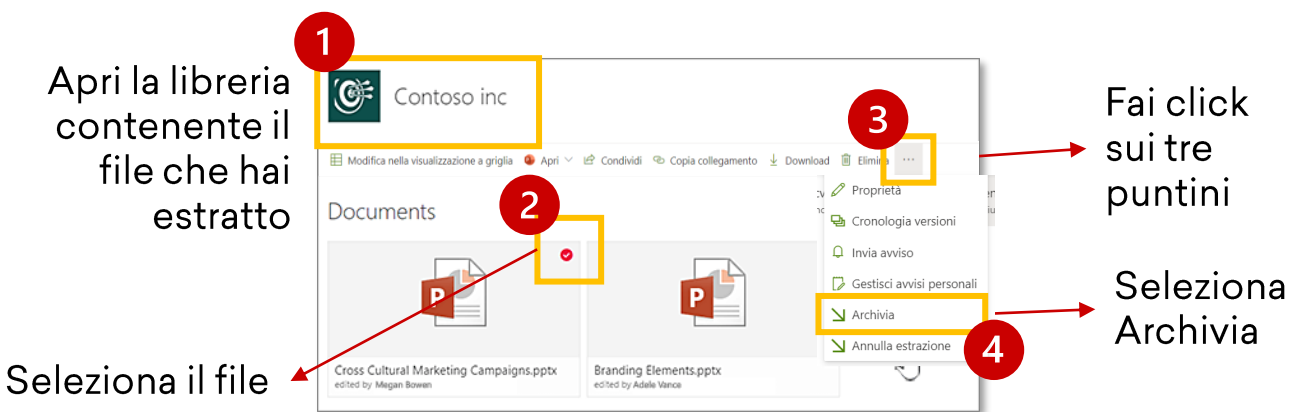 1
Apri la libreria
contenente il
file che hai
estratto
Contoso inc
3
Fai click
sui tre
puntini
Modifica nella visualizzazione a griglia Apri Condividi Copia collegamento Download Elimina ...
Proprietà
Documents
2
Cronologia versioni
Invia avviso
Gestisci avvisi personali
Archivia
Annulla estrazione
4
Seleziona
Archivia
Seleziona il file
P
P
Cross Cultural Marketing Campaigns.pptx
edited by Megan Bowen
Branding Elements.pptx
edited by Adele Vance